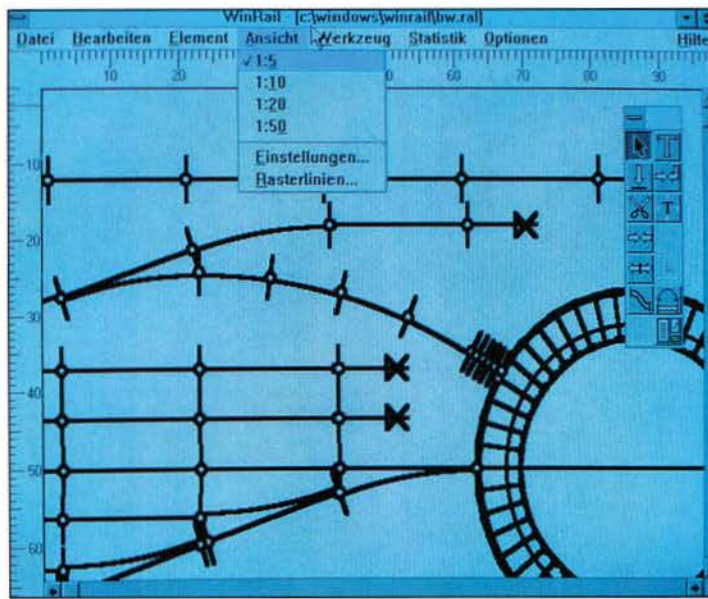 WinRail - [c:\windows\winrail\bw.ral]
Datei Bearbeiten Element Ansicht Werkzeug Statistik Optionen Hilfe
10 20 50 60 70 80 90
✓1:5
1:10
1:20
1:50
Einstellungen...
Rasterlinien...
10
20
30
40
50
60
T
T